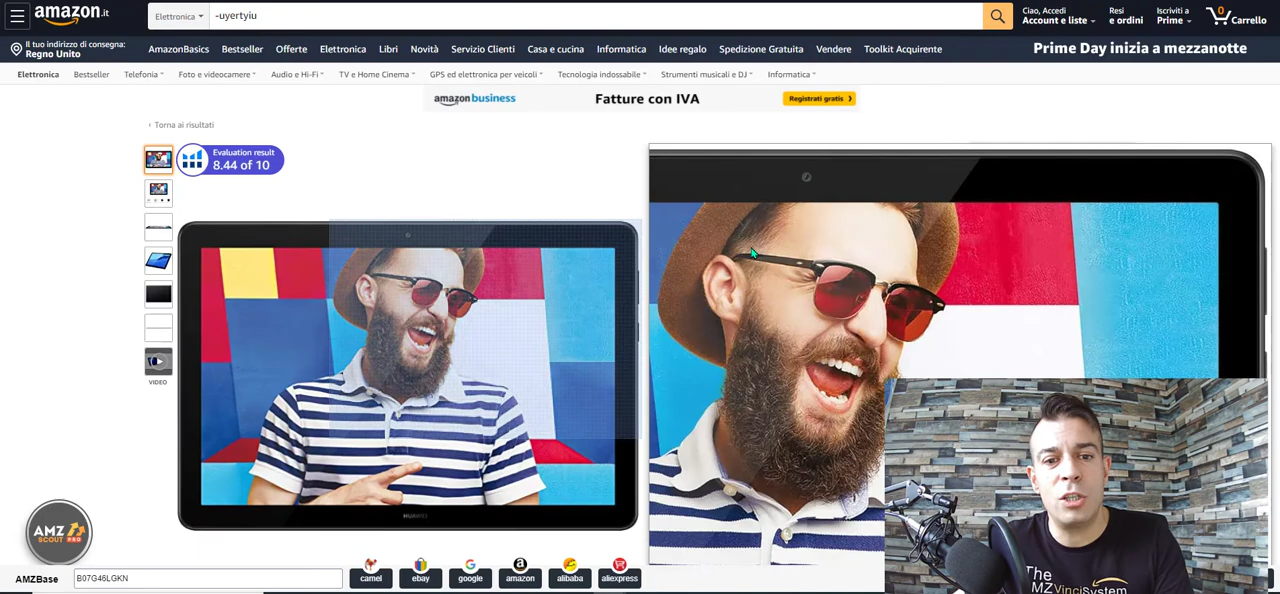 amazon.it
Elettronica
-uyertyiu
Ciao, Accedi
Account e liste
Resi
e ordini
Iscriviti a
Prime
0
Carrello
Il tuo indirizzo di consegna:
Regno Unito
AmazonBasics Bestseller Offerte Elettronica Libri Novità Servizio Clienti Casa e cucina Informatica Idee regalo Spedizione Gratuita Vendere Toolkit Acquirente
Prime Day inizia a mezzanotte
Elettronica Bestseller Telefonia Foto e videocamere Audio e Hi-Fi TV e Home Cinema GPS ed elettronica per veicoli Tecnologia indossabile Strumenti musicali e DJ Informatica
amazon business
Fatture con IVA
Registrati gratis
‹ Torna ai risultati
Evaluation result
8.44 of 10
VIDEO
HUAWEI
AMZ
SCOUT PRO
AMZBase
B07G46LGKN
camel
ebay
google
amazon
alibaba
aliexpress
The
MZVinciSystem